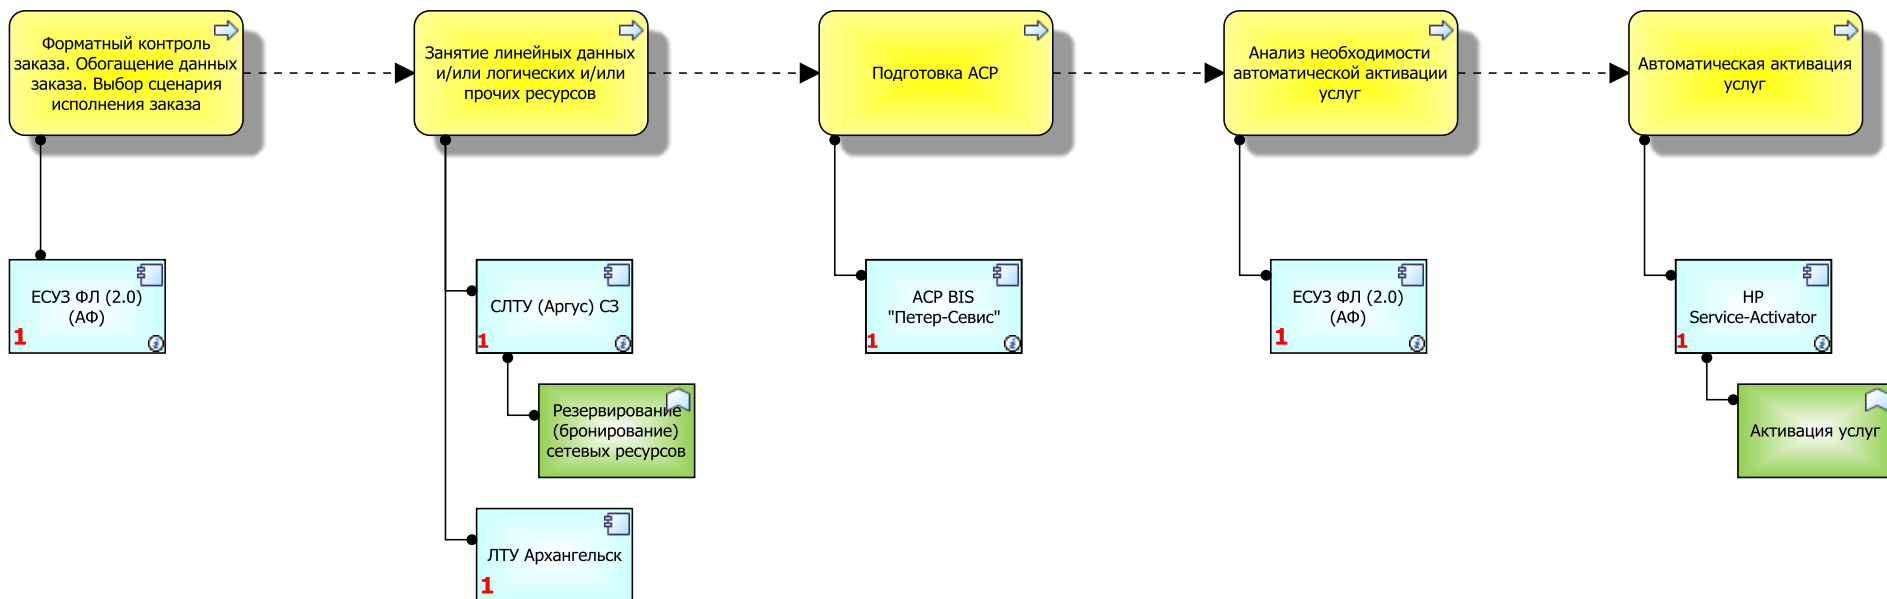 Форматный контроль
заказа. Обогащение данных
заказа. Выбор сценария
исполнения заказа
Занятие линейных данных
и/или логических и/или
прочих ресурсов
Подготовка АСР
Анализ необходимости
автоматической активации
услуг
Автоматическая активация
услуг
ЕСУЗ ФЛ (2.0)
(АФ)
1
СЛТУ (Аргус) СЗ
1
АСР BIS
"Петер-Севис"
1
ЕСУЗ ФЛ (2.0)
(АФ)
1
HP
Service-Activator
1
Резервирование
(бронирование)
сетевых ресурсов
Активация услуг
ЛТУ Архангельск
1